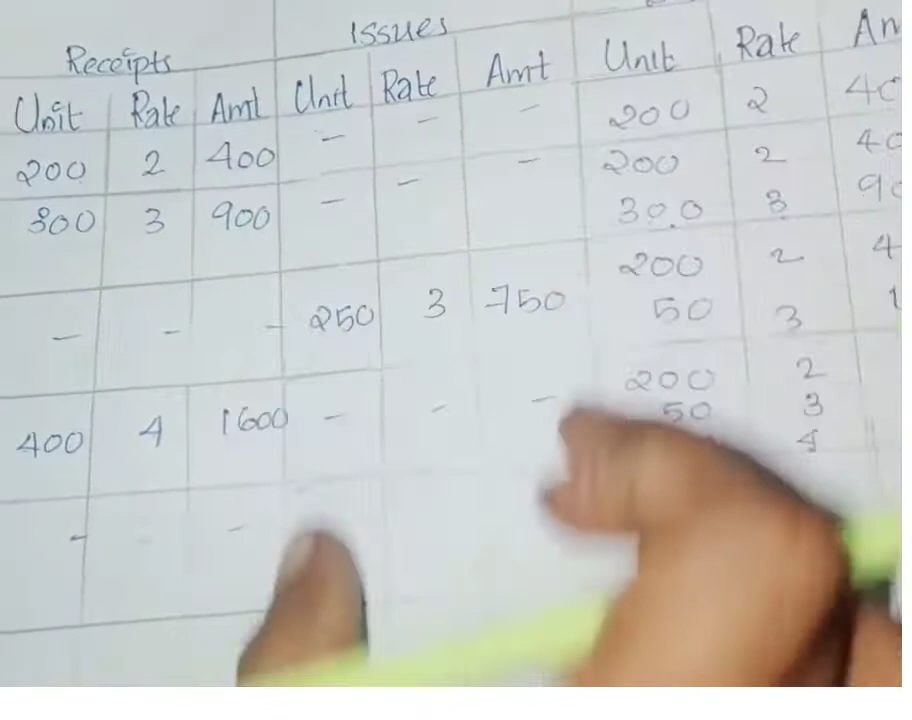 Receipts Issues
Unit Rate Amt Unit Rate Amt Unit Rate
200 2 400 - - - 200 2
300 3 900 - - - 200 2
300 3
- - - 250 3 750 200 2
50 3
400 4 1600 - - - 200 2
50 3
4
- - -